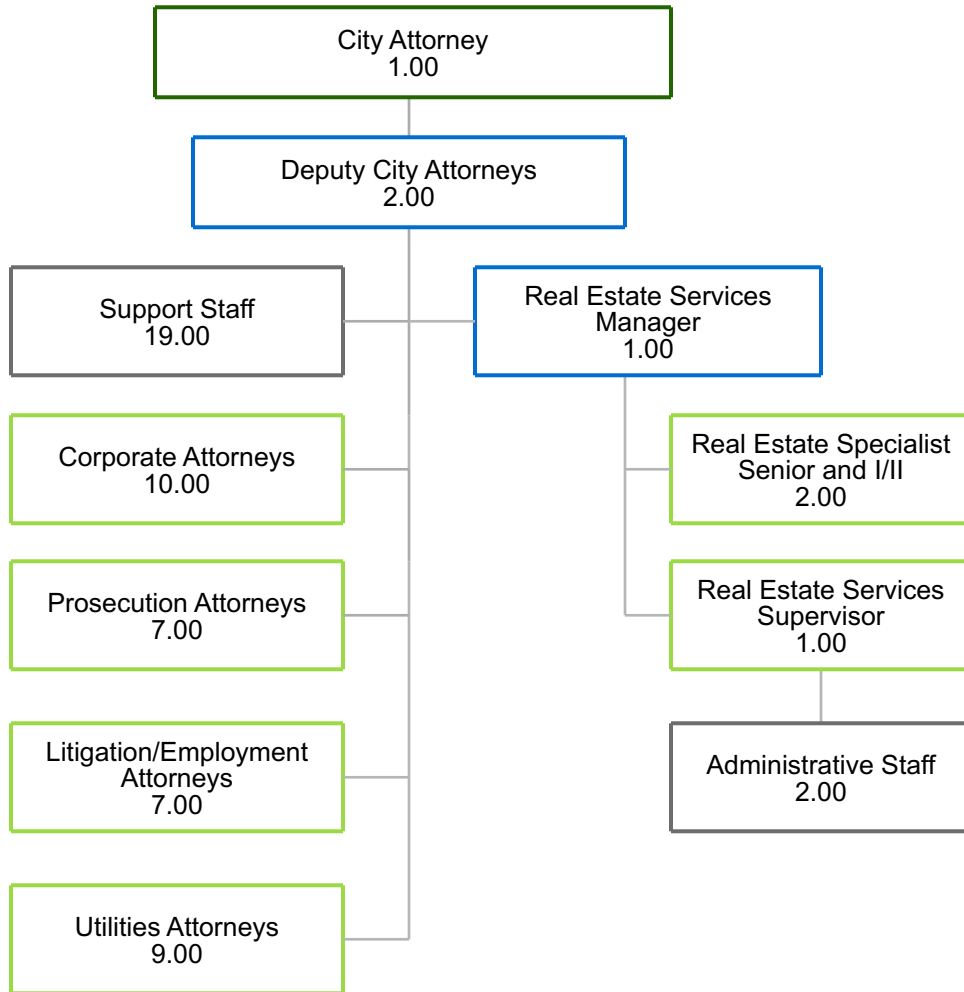 City Attorney
1.00
Deputy City Attorneys
2.00
Support Staff
19.00
Real Estate Services
Manager
1.00
Corporate Attorneys
10.00
Real Estate Specialist
Senior and I/II
2.00
Prosecution Attorneys
7.00
Real Estate Services
Supervisor
1.00
Litigation/Employment
Attorneys
7.00
Administrative Staff
2.00
Utilities Attorneys
9.00